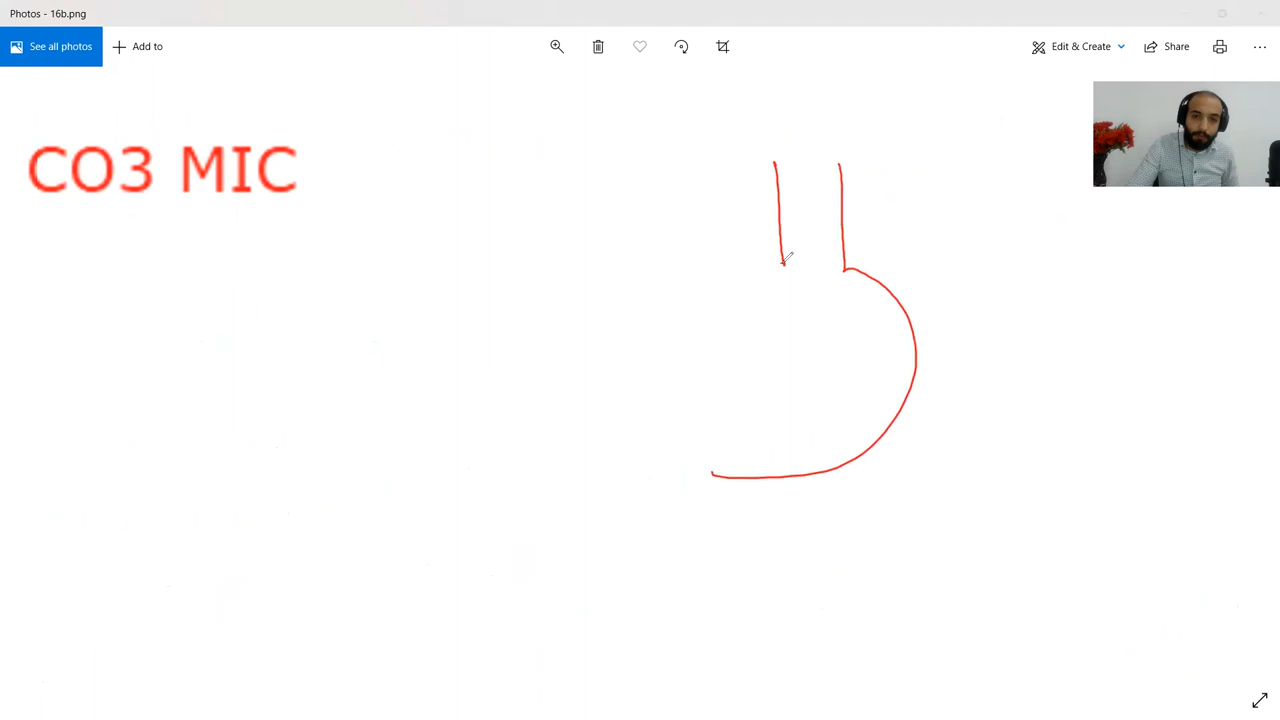 Photos - 16b.png
See all photos
Add to
Edit & Create
Share
CO3 MIC